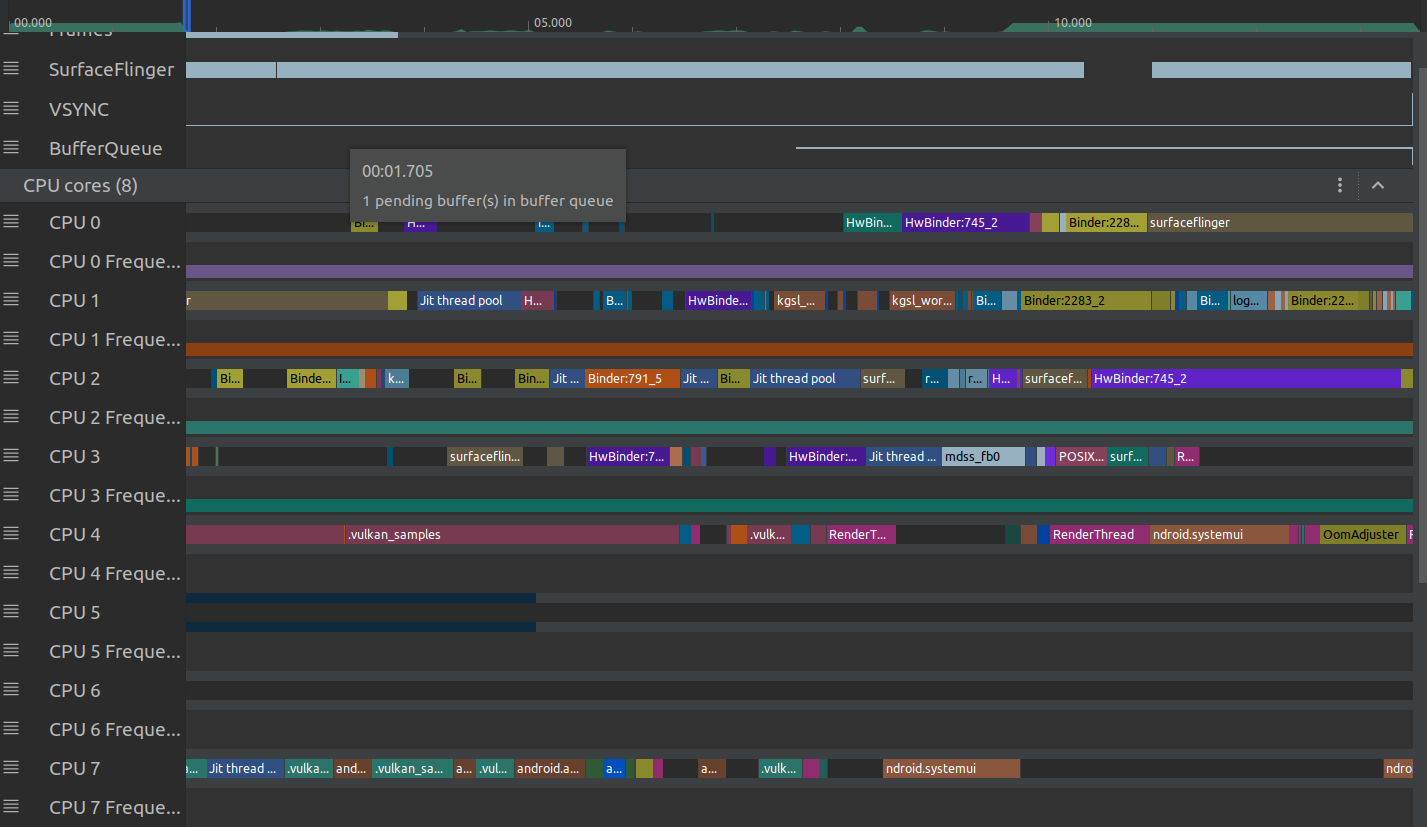 00.000 05.000 10.000
Frames
SurfaceFlinger
VSYNC
BufferQueue
00:01.705
1 pending buffer(s) in buffer queue
CPU cores (8)
CPU 0 Bi... H... I... HwBin... HwBinder:745_2 Binder:228... surfaceflinger
CPU 0 Freque...
CPU 1 r Jit thread pool H... B... HwBinde... kgsl_... kgsl_wor... Bi... Binder:2283_2 Bi... log... Binder:22...
CPU 1 Freque...
CPU 2 Bi... Binde... l... k... Bi... Bin... Jit ... Binder:791_5 Jit ... Bi... Jit thread pool surf... r... r... H... surfacef... HwBinder:745_2
CPU 2 Freque...
CPU 3 surfaceflin... HwBinder:7... HwBinder:... Jit thread ... mdss_fb0 POSIX... surf... R...
CPU 3 Freque...
CPU 4 .vulkan_samples .vulk... RenderT... RenderThread ndroid.systemui OomAdjuster
CPU 4 Freque...
CPU 5
CPU 5 Freque...
CPU 6
CPU 6 Freque...
CPU 7 a... Jit thread ... .vulka... and... .vulkan_sa... a... .vul... android.a... a... a... .vulk... ndroid.systemui ndro
CPU 7 Freque...